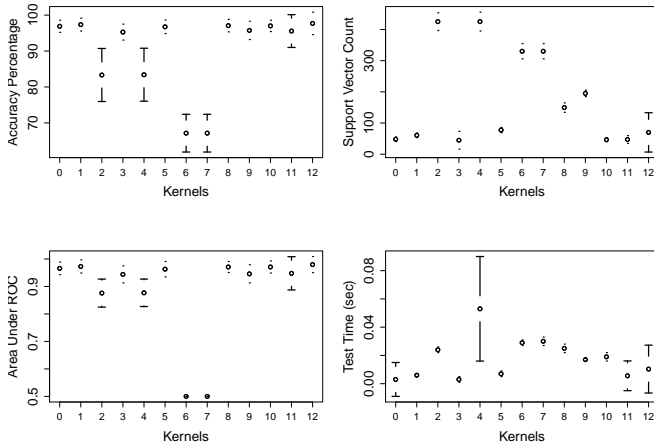 Accuracy Percentage
100
90
80
70
0 1 2 3 4 5 6 7 8 9 10 11 12
Kernels
Support Vector Count
400
100
0
0 1 2 3 4 5 6 7 8 9 10 11 12
Kernels
Area Under ROC
0.9
0.7
0.5
0 1 2 3 4 5 6 7 8 9 10 11 12
Kernels
Test Time (sec)
0.08
0.04
0.00
0 1 2 3 4 5 6 7 8 9 10 11 12
Kernels